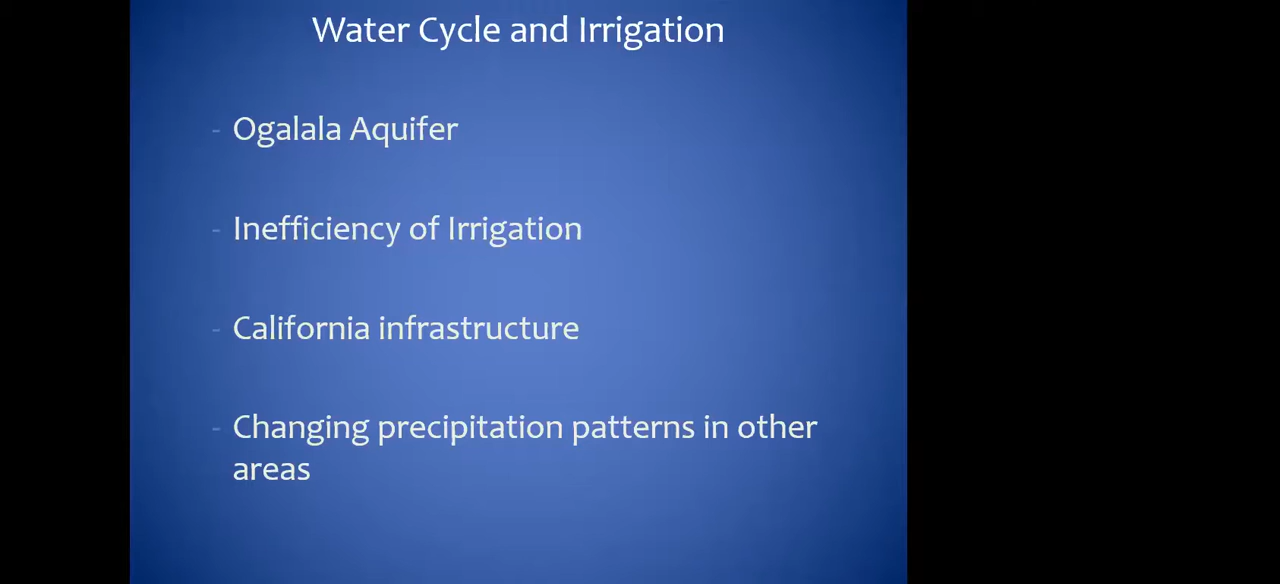 Water Cycle and Irrigation
- Ogalala Aquifer
- Inefficiency of Irrigation
- California infrastructure
- Changing precipitation patterns in other
areas